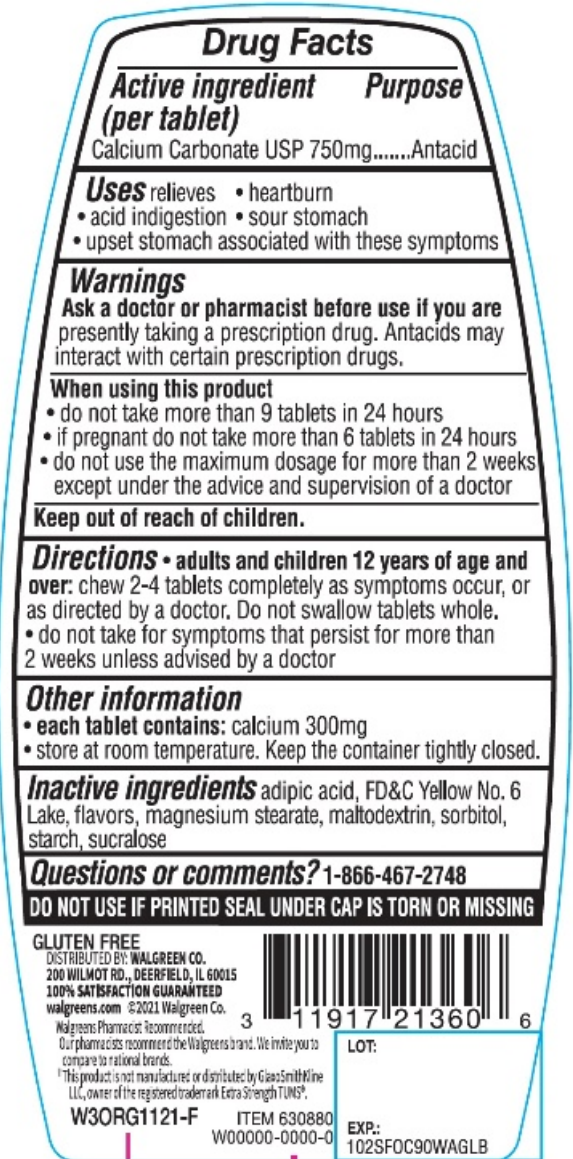 Drug Facts
Active ingredient Purpose
(per tablet)
Calcium Carbonate USP 750mg.......Antacid
Uses relieves • heartburn
• acid indigestion • sour stomach
• upset stomach associated with these symptoms
Warnings
Ask a doctor or pharmacist before use if you are
presently taking a prescription drug. Antacids may
interact with certain prescription drugs.
When using this product
• do not take more than 9 tablets in 24 hours
• if pregnant do not take more than 6 tablets in 24 hours
• do not use the maximum dosage for more than 2 weeks
except under the advice and supervision of a doctor
Keep out of reach of children.
Directions • adults and children 12 years of age and
over: chew 2-4 tablets completely as symptoms occur, or
as directed by a doctor. Do not swallow tablets whole.
• do not take for symptoms that persist for more than
2 weeks unless advised by a doctor
Other information
• each tablet contains: calcium 300mg
• store at room temperature. Keep the container tightly closed.
Inactive ingredients adipic acid, FD&C Yellow No. 6
Lake, flavors, magnesium stearate, maltodextrin, sorbitol,
starch, sucralose
Questions or comments? 1-866-467-2748
DO NOT USE IF PRINTED SEAL UNDER CAP IS TORN OR MISSING
GLUTEN FREE
DISTRIBUTED BY: WALGREEN CO.
200 WILMOT RD., DEERFIELD, IL 60015
100% SATISFACTION GUARANTEED
walgreens.com ©2021 Walgreen Co.
Walgreens Pharmacist Recommended.
Our pharmacists recommend the Walgreens brand. We invite you to
compare to national brands.
‡This product is not manufactured or distributed by GlaxoSmithKline
LLC, owner of the registered trademark Extra Strength TUMS®.
W3ORG1121-F
ITEM 630880
W00000-0000-0
3 11917 21360 6
LOT:
EXP.:
102SFOC90WAGLB